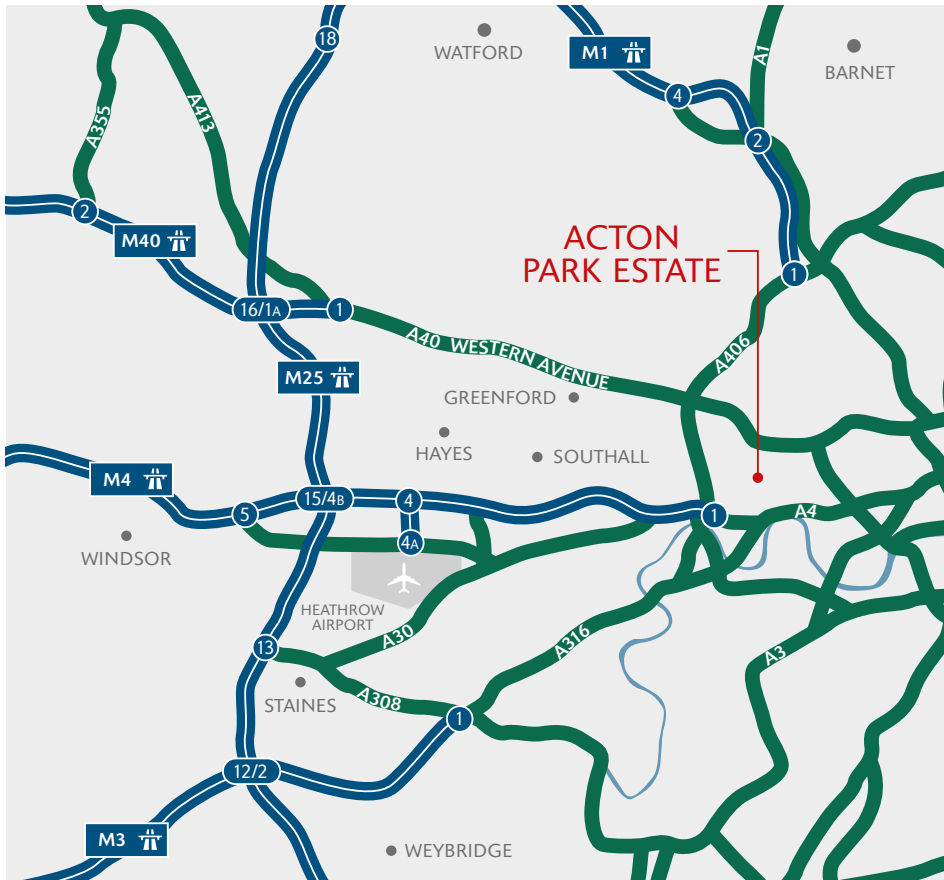 18
WATFORD
M1
A1
BARNET
4
A413
A355
2
2
M40
ACTON
PARK ESTATE
1
16/1A
1
A40 WESTERN AVENUE
A406
M25
GREENFORD
HAYES
SOUTHALL
M4
15/4B
4
5
1
A4
4A
WINDSOR
HEATHROW
AIRPORT
A30
A316
13
A3
STAINES
A308
1
12/2
M3
WEYBRIDGE